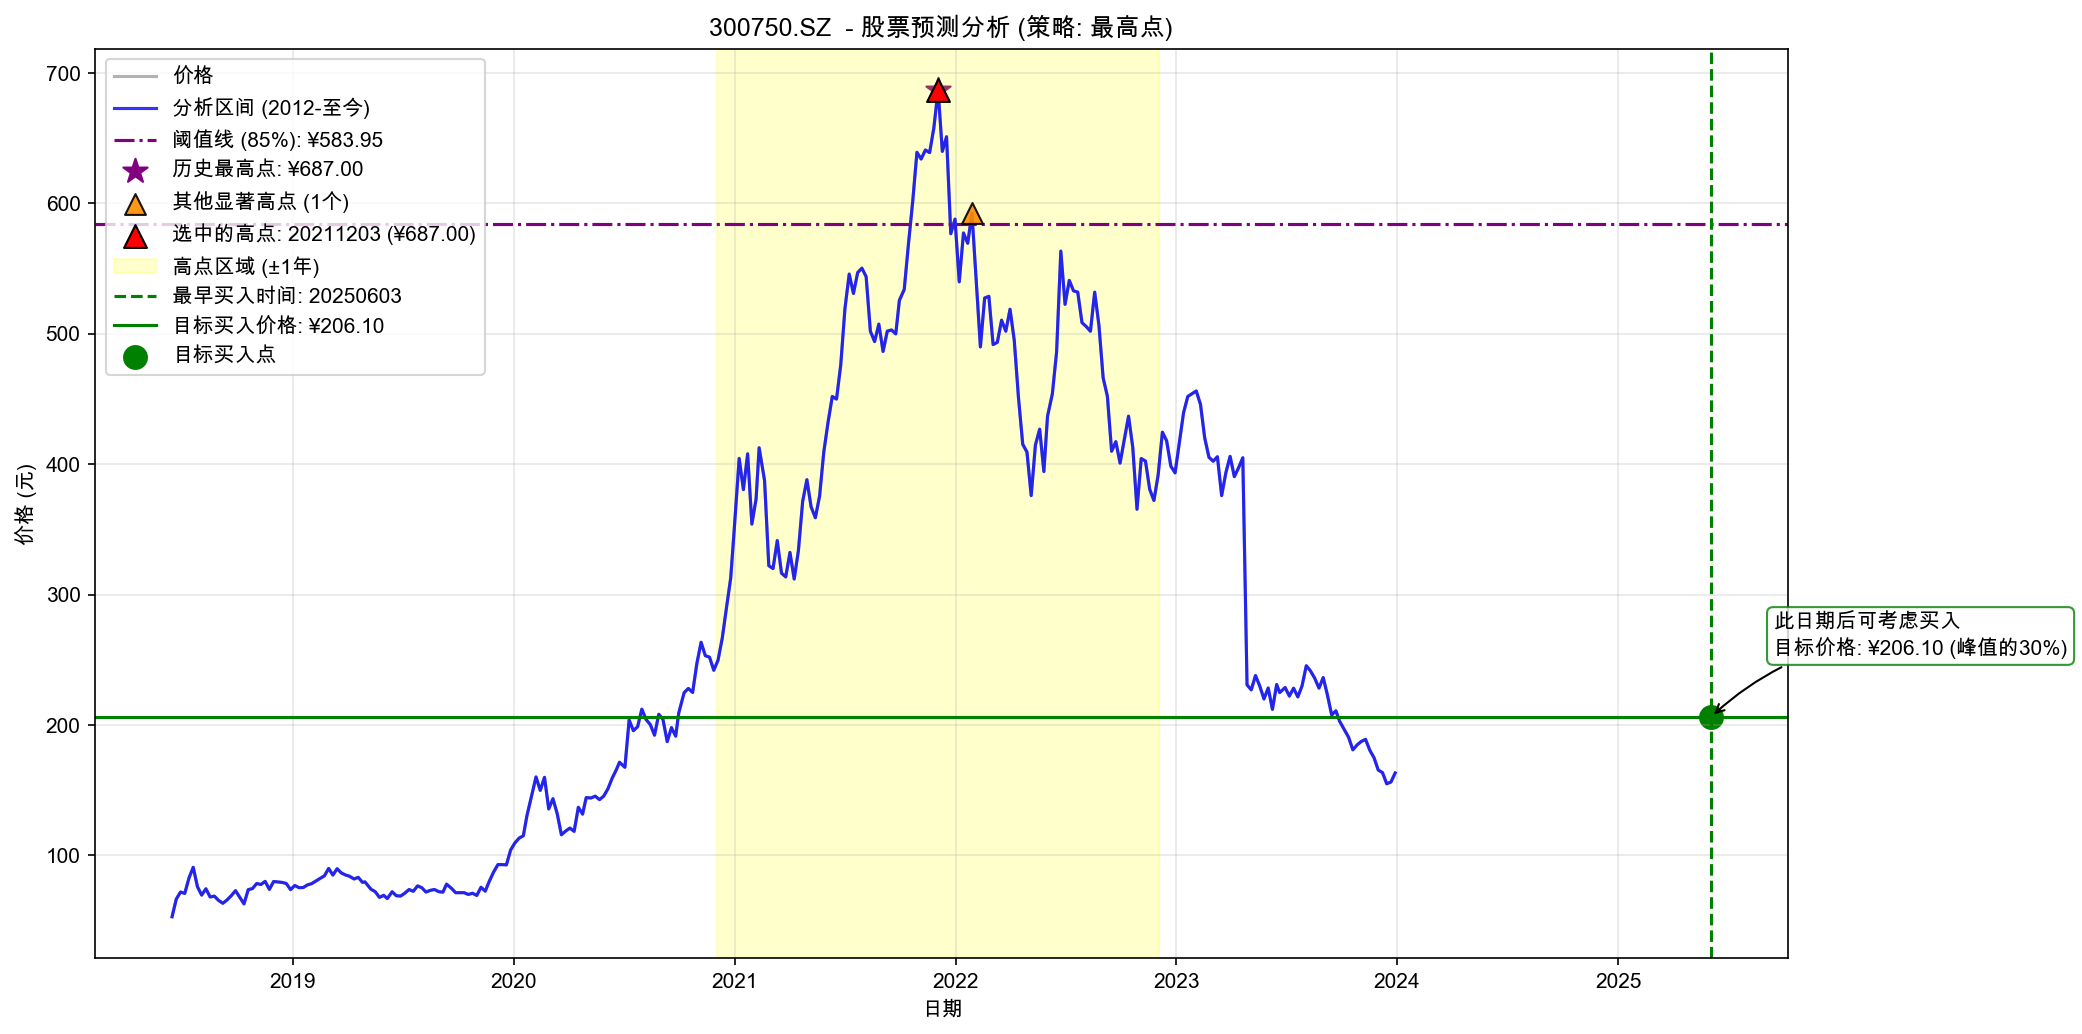 300750.SZ - 股票预测分析 (策略: 最高点)
价格
分析区间 (2012-至今)
阈值线 (85%): ¥583.95
历史最高点: ¥687.00
其他显著高点 (1个)
选中的高点: 20211203 (¥687.00)
高点区域 (±1年)
最早买入时间: 20250603
目标买入价格: ¥206.10
目标买入点
价格 (元)
700
600
500
400
300
200
100
此日期后可考虑买入
目标价格: ¥206.10 (峰值的30%)
2019
2020
2021
2022
2023
2024
2025
日期